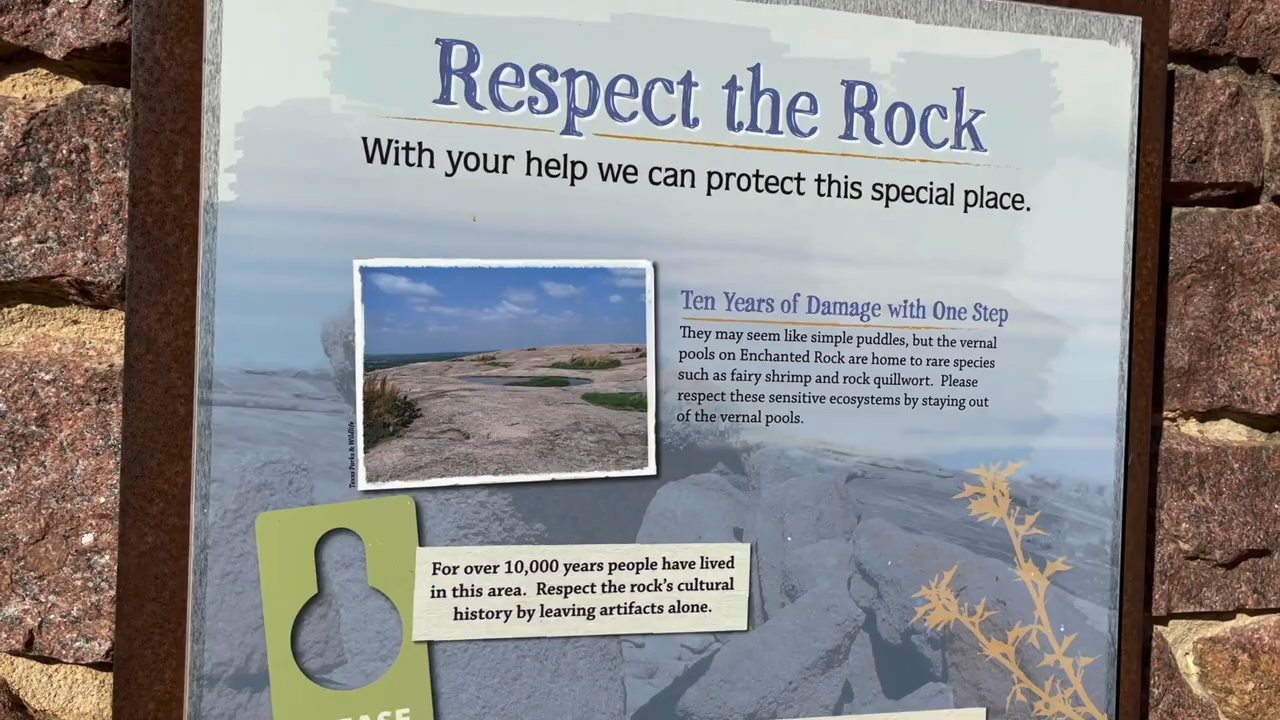 Respect the Rock
With your help we can protect this special place.
Ten Years of Damage with One Step
They may seem like simple puddles, but the vernal
pools on Enchanted Rock are home to rare species
such as fairy shrimp and rock quillwort.  Please
respect these sensitive ecosystems by staying out
of the vernal pools.
Texas Parks & Wildlife
For over 10,000 years people have lived
in this area.  Respect the rock's cultural
history by leaving artifacts alone.